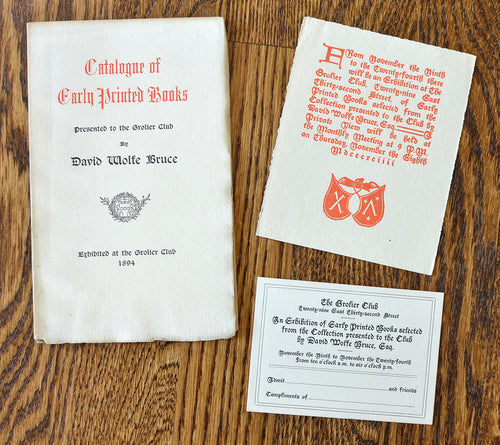 Catalogue of
Early Printed Books
Presented to the Grolier Club
By
David Wolfe Bruce
Exhibited at the Grolier Club
1894
From November the Ninth
to the Twenty-fourth there
will be an Exhibition at the
Grolier Club, Twenty-nine East
Thirty-second Street, of Early
Printed Books selected from the
Collection presented to the Club by
David Wolfe Bruce, Esq. A
Private View will be held at
the Monthly Meeting at 9 P.M.
on Thursday, November the Eighth
Mdcccxciiii
The Grolier Club
Twenty-nine East Thirty-second Street
An Exhibition of Early Printed Books selected
from the Collection presented to the Club
by David Wolfe Bruce, Esq.
November the Ninth to November the Twenty-fourth
From ten o'clock a.m. to six o'clock p.m.
Admit and friends
Compliments of